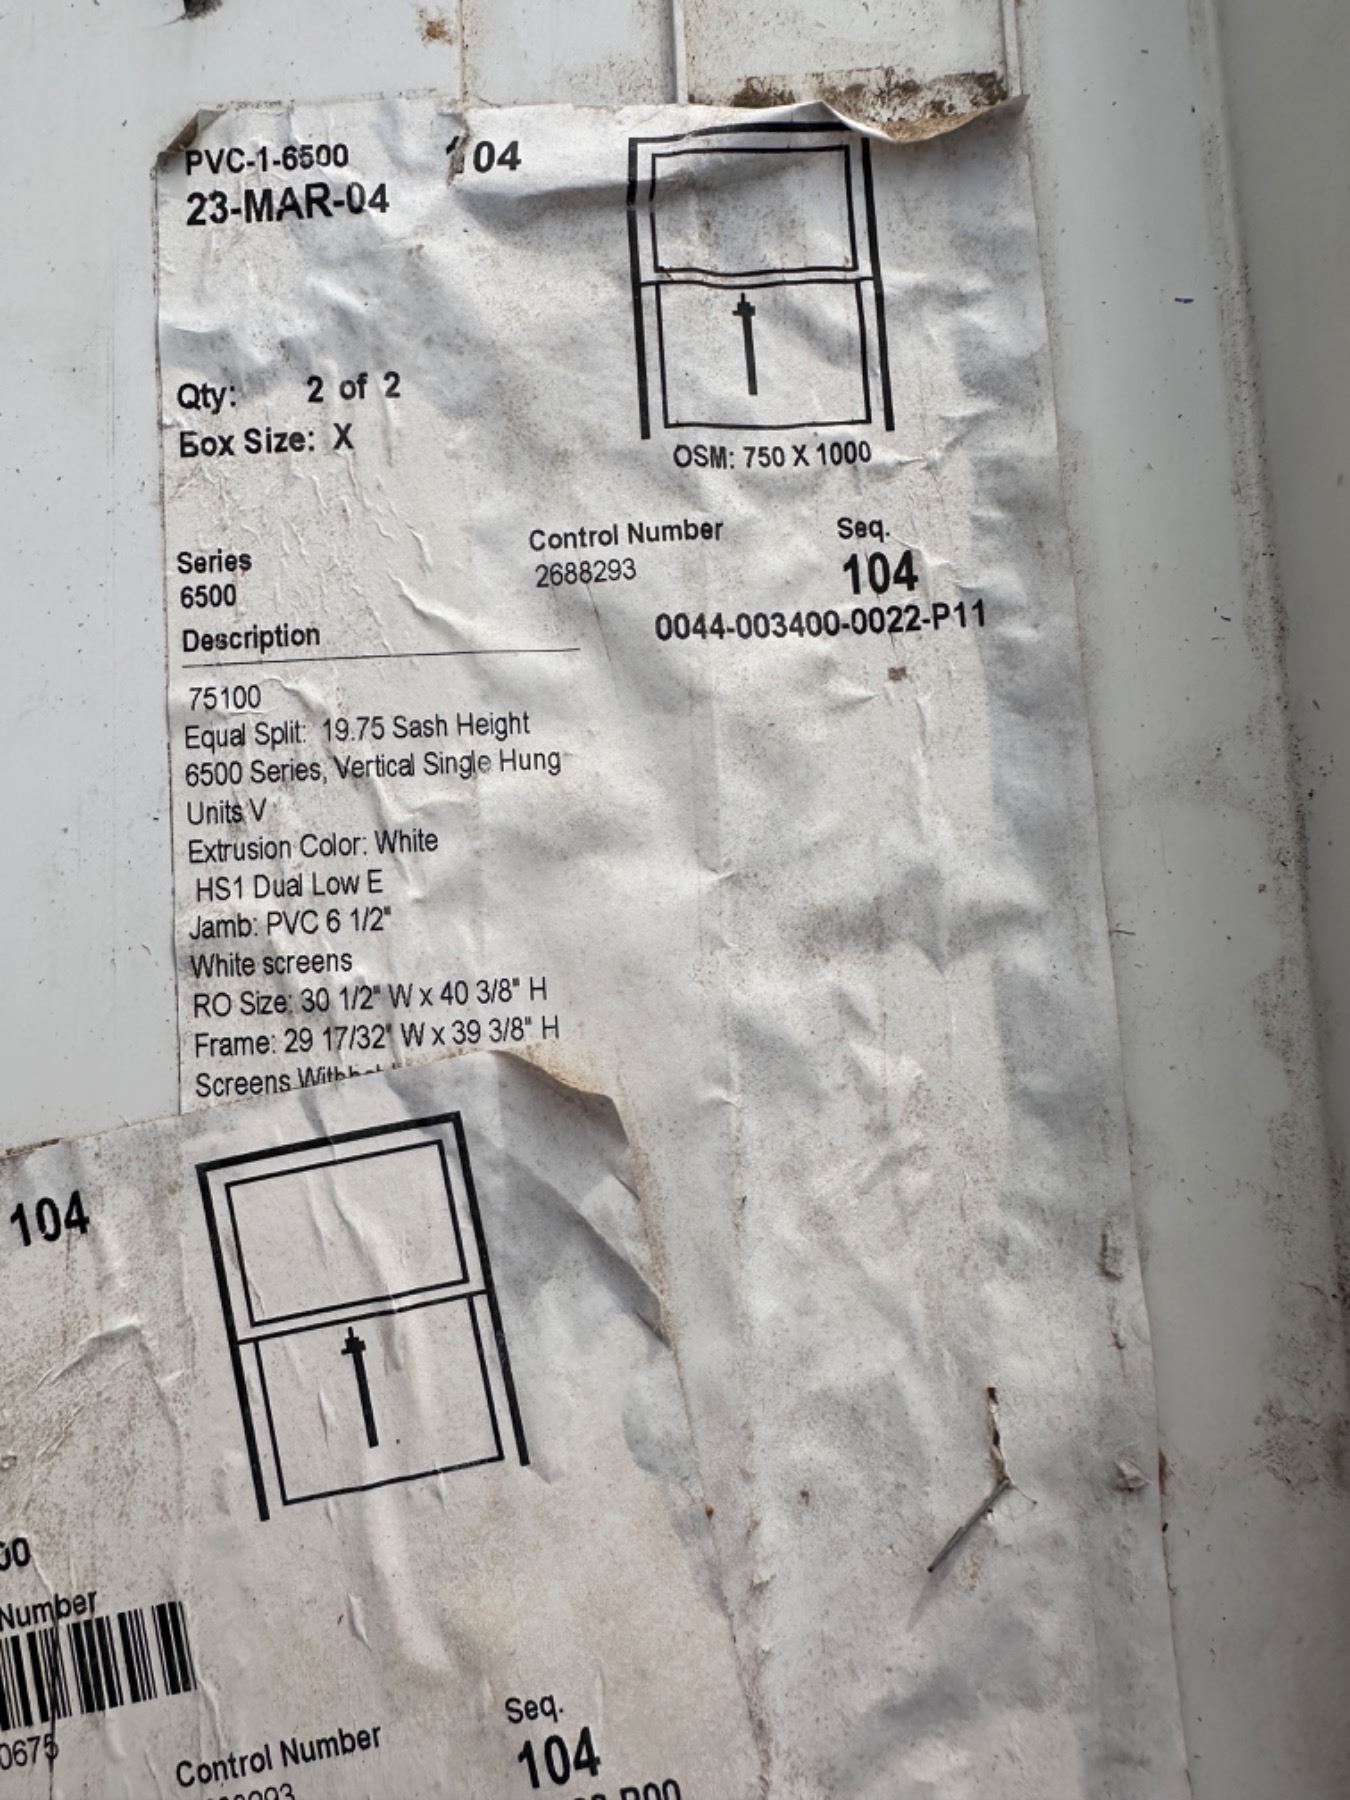 PVC-1-6500 104
23-MAR-04
Qty: 2 of 2
Box Size: X
OSM: 750 X 1000
Series
6500
Control Number
2688293
Seq.
104
0044-003400-0022-P11
Description
75100
Equal Split: 19.75 Sash Height
6500 Series, Vertical Single Hung
Units V
Extrusion Color: White
HS1 Dual Low E
Jamb: PVC 6 1/2"
White screens
RO Size: 30 1/2" W x 40 3/8" H
Frame: 29 17/32" W x 39 3/8" H
Screens
104
Number
0675
Control Number
Seq.
104